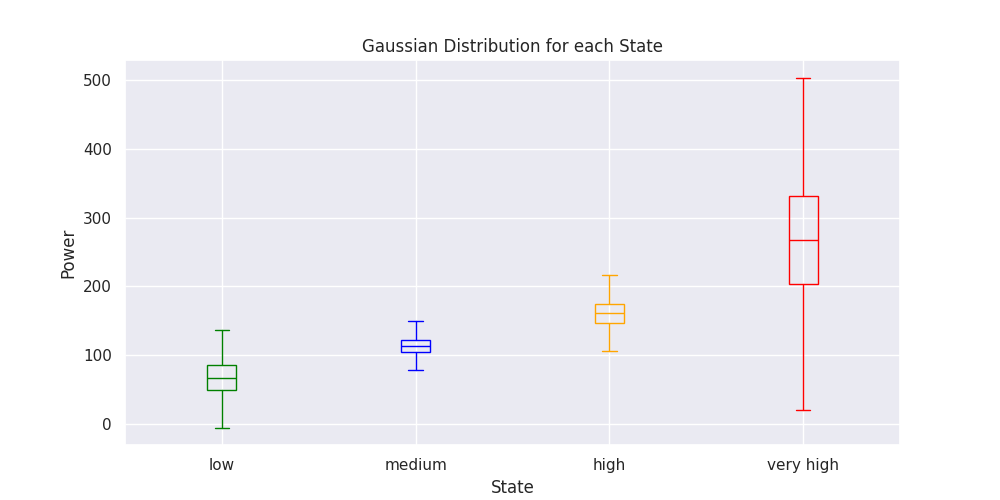 Gaussian Distribution for each State
500
400
300
200
100
0
Power
low medium high very high
State